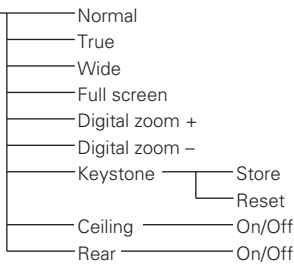 Normal
True
Wide
Full screen
Digital zoom +
Digital zoom –
Keystone Store
Reset
Ceiling On/Off
Rear On/Off